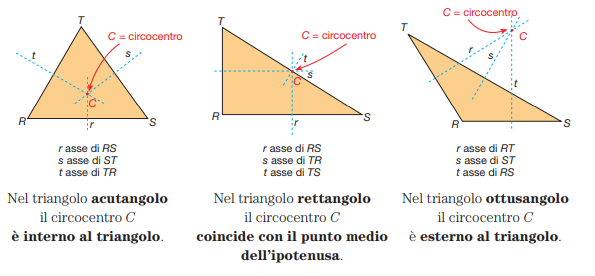 T
C = circocentro
t
s
C
R
r
S
r asse di RS
s asse di ST
t asse di TR
Nel triangolo acutangolo
il circocentro C
è interno al triangolo.
T
C = circocentro
t
s
C
R
r
S
r asse di RS
s asse di TR
t asse di TS
Nel triangolo rettangolo
il circocentro C
coincide con il punto medio
dell'ipotenusa.
C = circocentro
T
C
r
s
t
R
S
r asse di RT
s asse di ST
t asse di RS
Nel triangolo ottusangolo
il circocentro C
è esterno al triangolo.